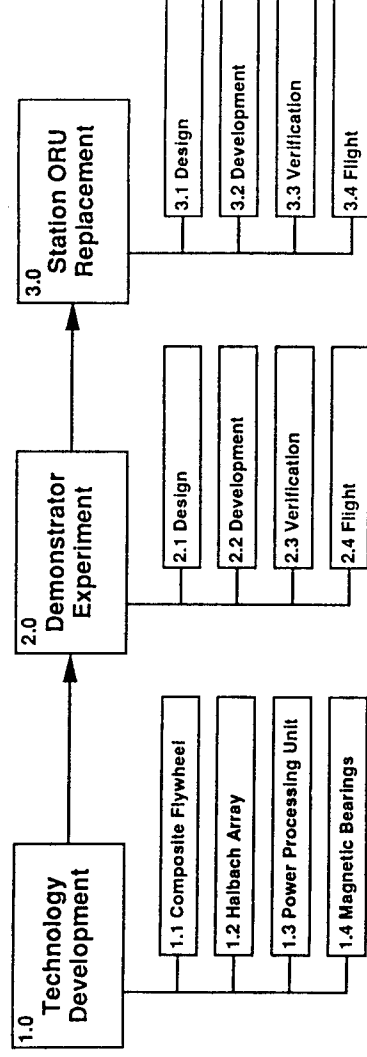 1.0
Technology
Development
1.1 Composite Flywheel
1.2 Halbach Array
1.3 Power Processing Unit
1.4 Magnetic Bearings
2.0
Demonstrator
Experiment
2.1 Design
2.2 Development
2.3 Verification
2.4 Flight
3.0
Station ORU
Replacement
3.1 Design
3.2 Development
3.3 Verification
3.4 Flight